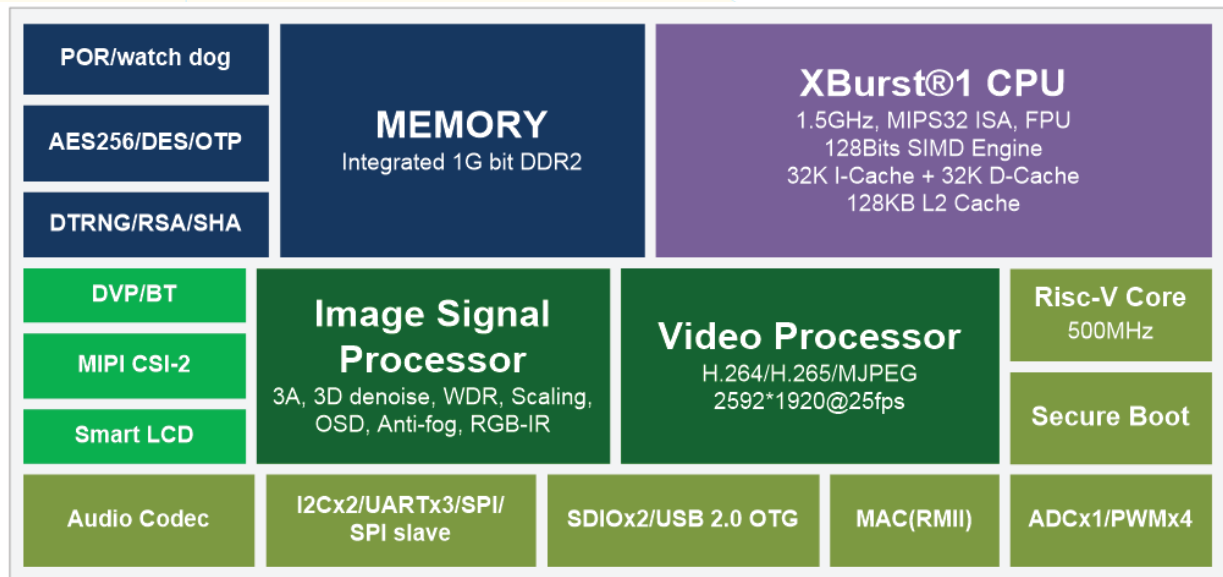 POR/watch dog
AES256/DES/OTP
DTRNG/RSA/SHA
MEMORY
Integrated 1G bit DDR2
XBurst®1 CPU
1.5GHz, MIPS32 ISA, FPU
128Bits SIMD Engine
32K I-Cache + 32K D-Cache
128KB L2 Cache
DVP/BT
MIPI CSI-2
Smart LCD
Image Signal
Processor
3A, 3D denoise, WDR, Scaling,
OSD, Anti-fog, RGB-IR
Video Processor
H.264/H.265/MJPEG
2592*1920@25fps
Risc-V Core
500MHz
Secure Boot
Audio Codec
I2Cx2/UARTx3/SPI/
SPI slave
SDIOx2/USB 2.0 OTG
MAC(RMII)
ADCx1/PWMx4